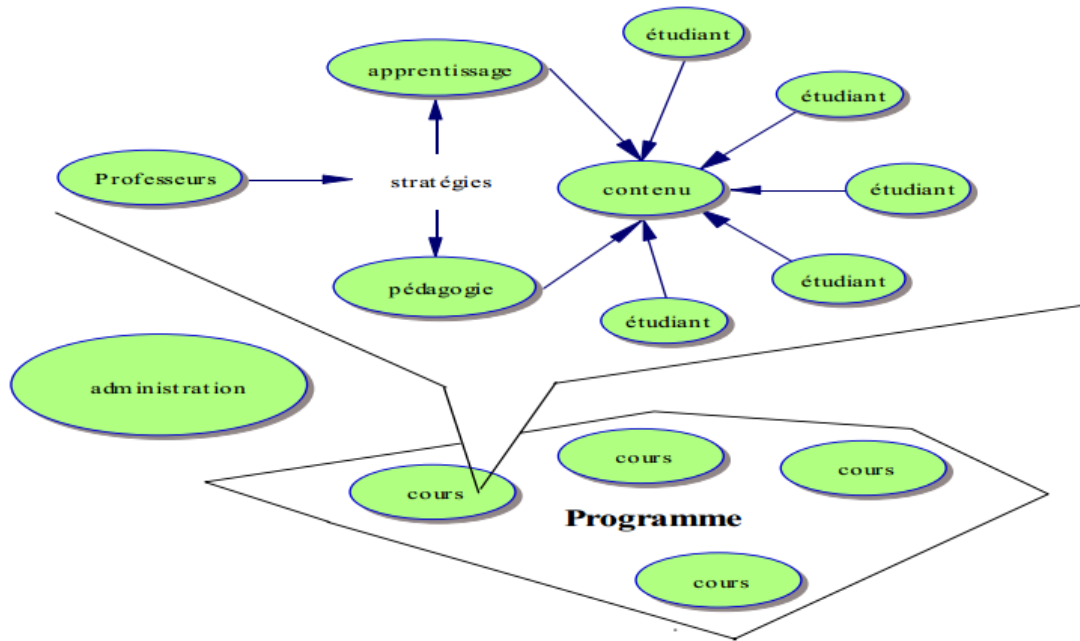 étudiant
apprentissage
étudiant
Professeurs
stratégies
contenu
étudiant
pédagogie
étudiant
étudiant
administration
cours
cours
cours
Programme
cours